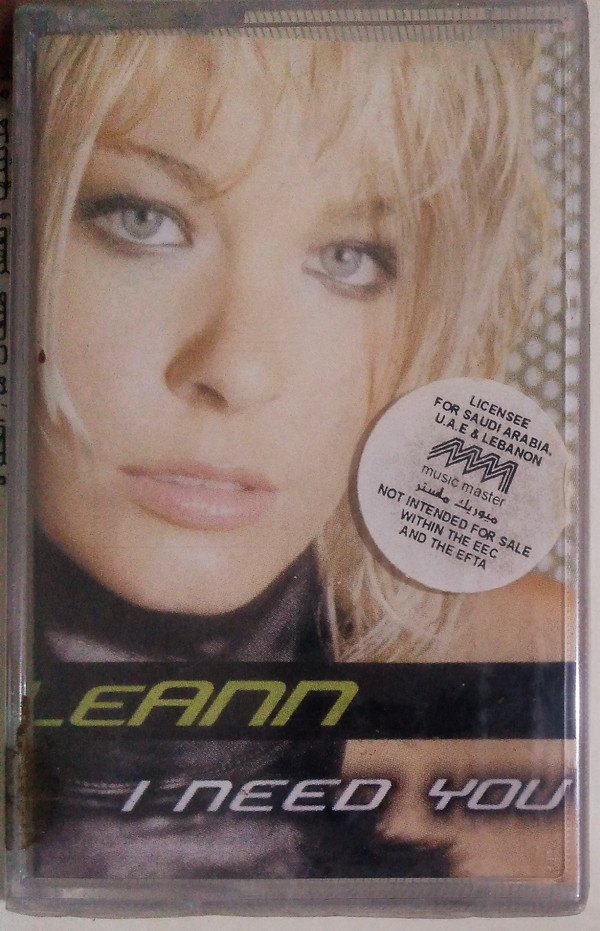 LICENSEE
FOR SAUDI ARABIA,
U.A.E & LEBANON
music master
ميوزيك ماستر
NOT INTENDED FOR SALE
WITHIN THE EEC
AND THE EFTA
LEANN
I NEED YOU